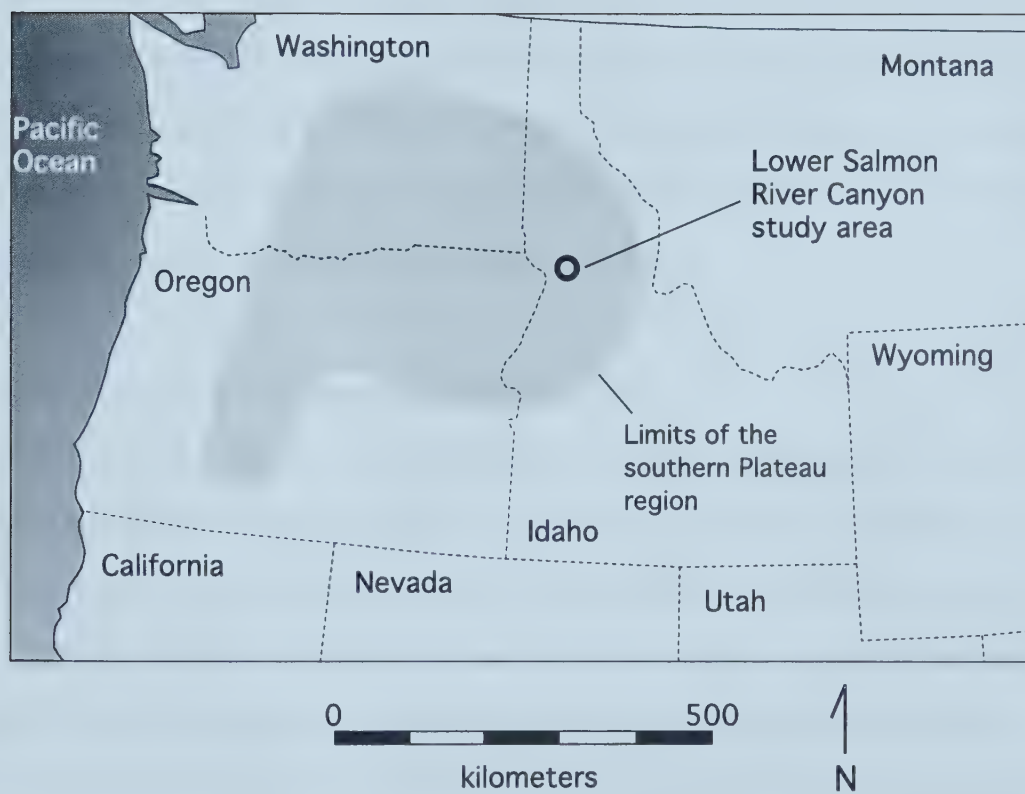 Washington
Montana
Pacific
Ocean
Lower Salmon
River Canyon
study area
Oregon
Wyoming
Limits of the
southern Plateau
region
Idaho
California
Nevada
Utah
0 500
kilometers
N